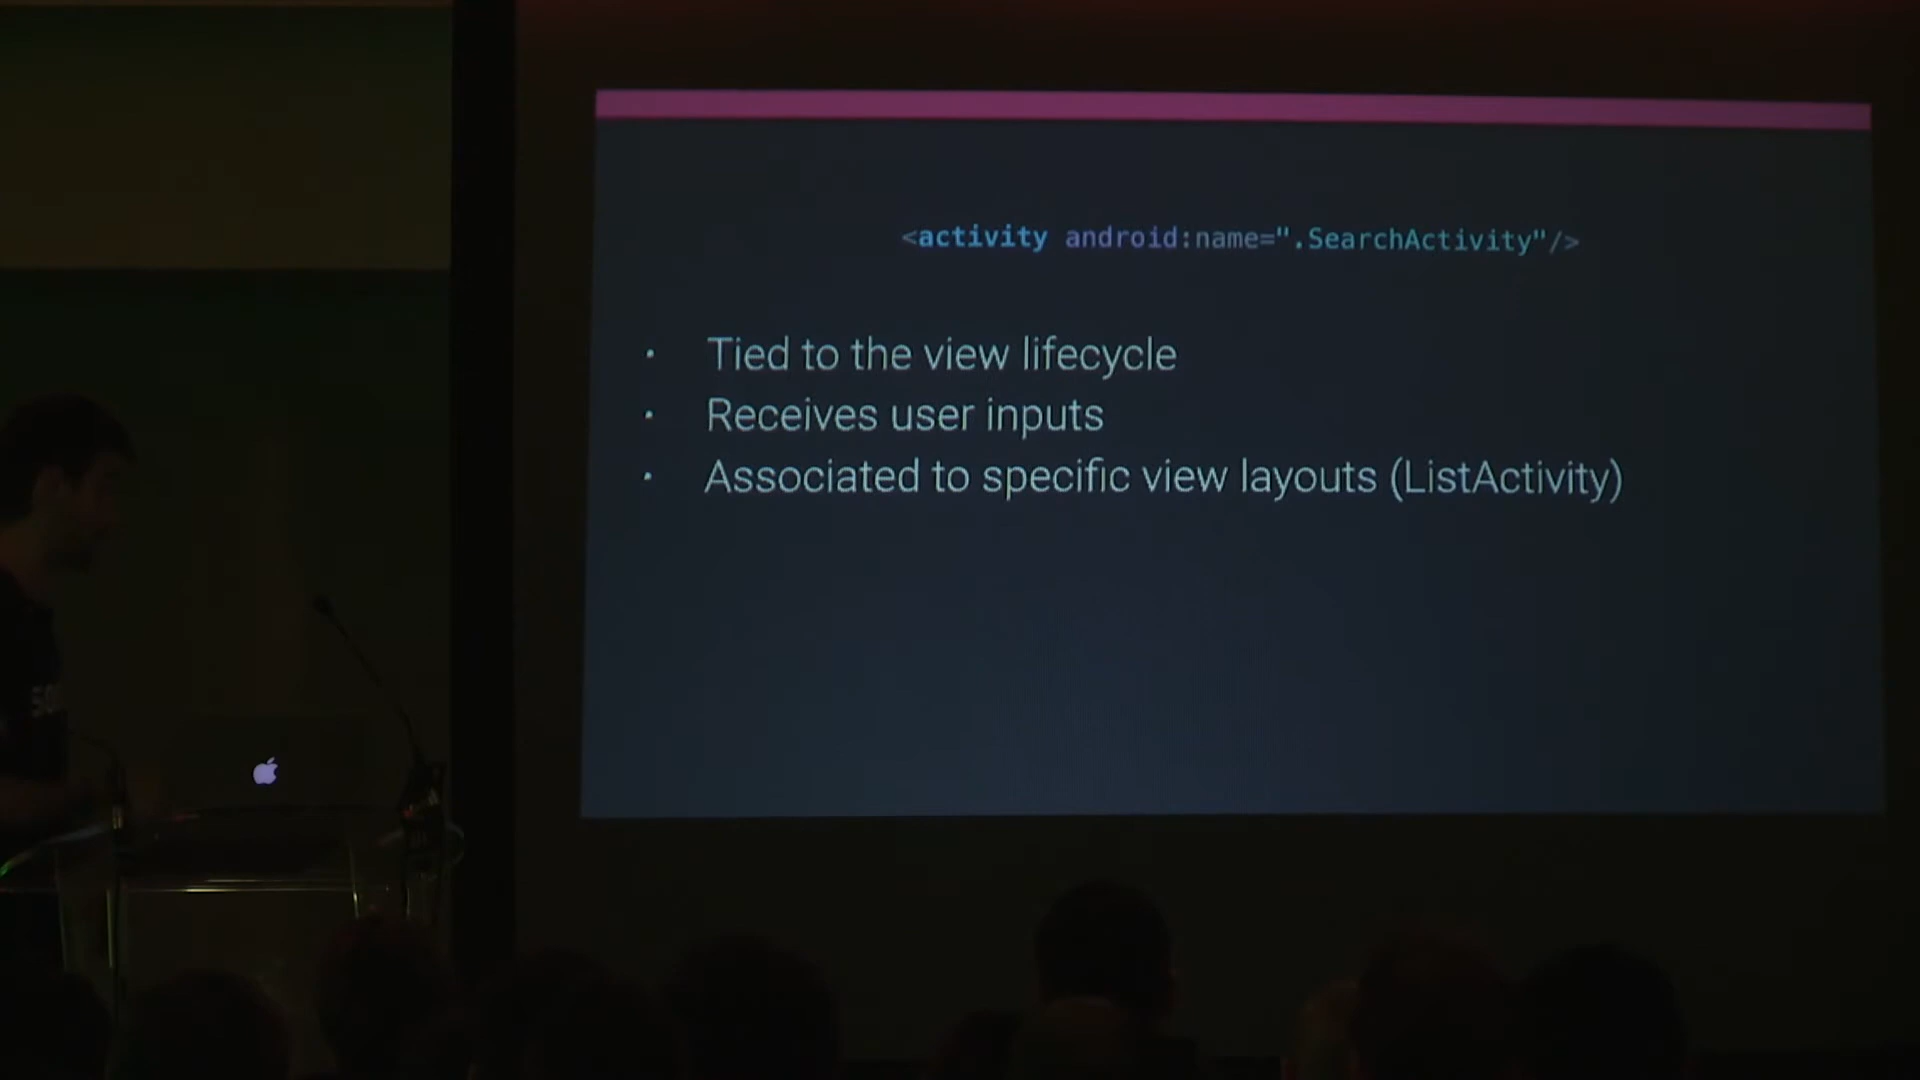 <activity android:name=".SearchActivity"/>
• Tied to the view lifecycle
• Receives user inputs
• Associated to specific view layouts (ListActivity)